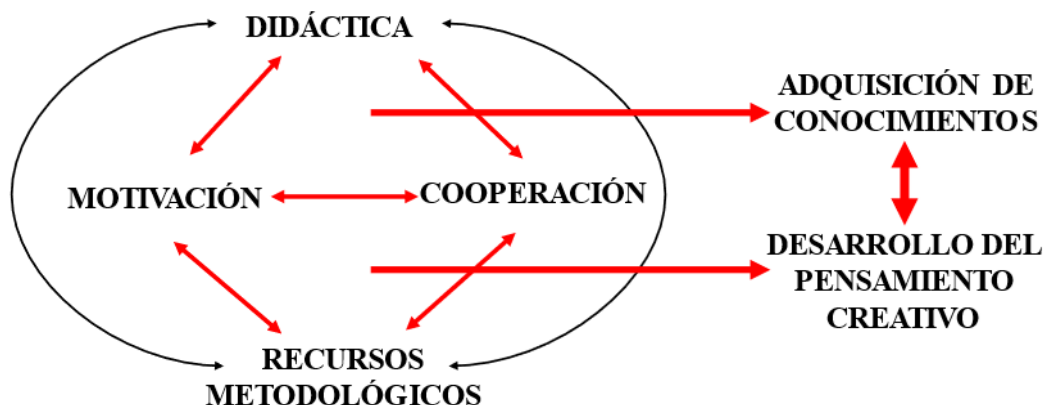 DIDÁCTICA
ADQUISICIÓN DE
CONOCIMIENTOS
MOTIVACIÓN
COOPERACIÓN
DESARROLLO DEL
PENSAMIENTO
CREATIVO
RECURSOS
METODOLÓGICOS